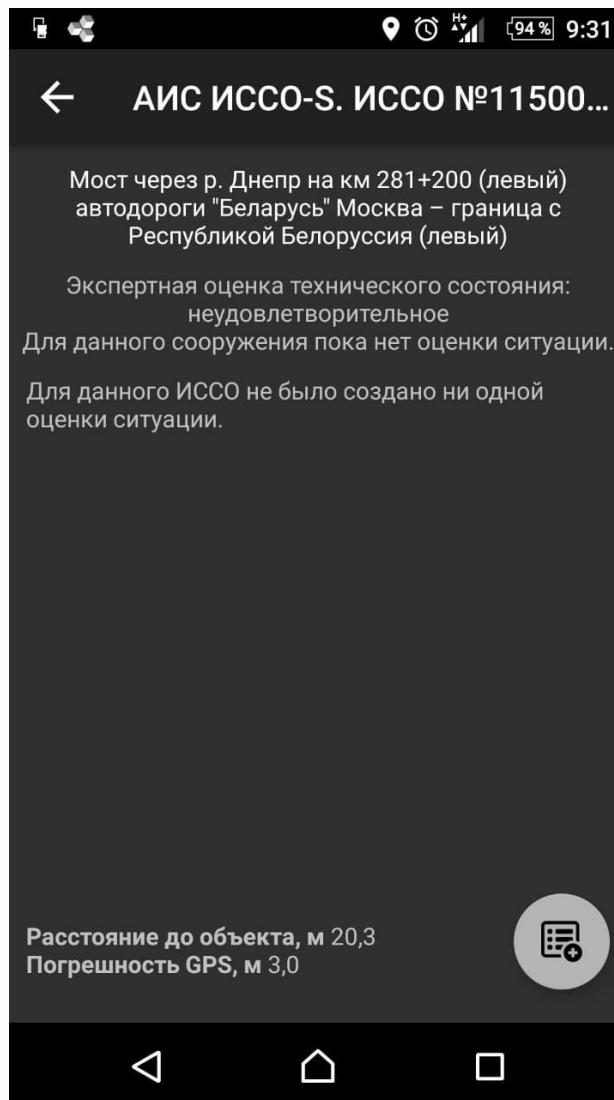 H+
94 %
9:31
АИС ИССО-S. ИССО №11500...
Мост через р. Днепр на км 281+200 (левый)
автодороги "Беларусь" Москва – граница с
Республикой Белоруссия (левый)
Экспертная оценка технического состояния:
неудовлетворительное
Для данного сооружения пока нет оценки ситуации.
Для данного ИССО не было создано ни одной
оценки ситуации.
Расстояние до объекта, м 20,3
Погрешность GPS, м 3,0